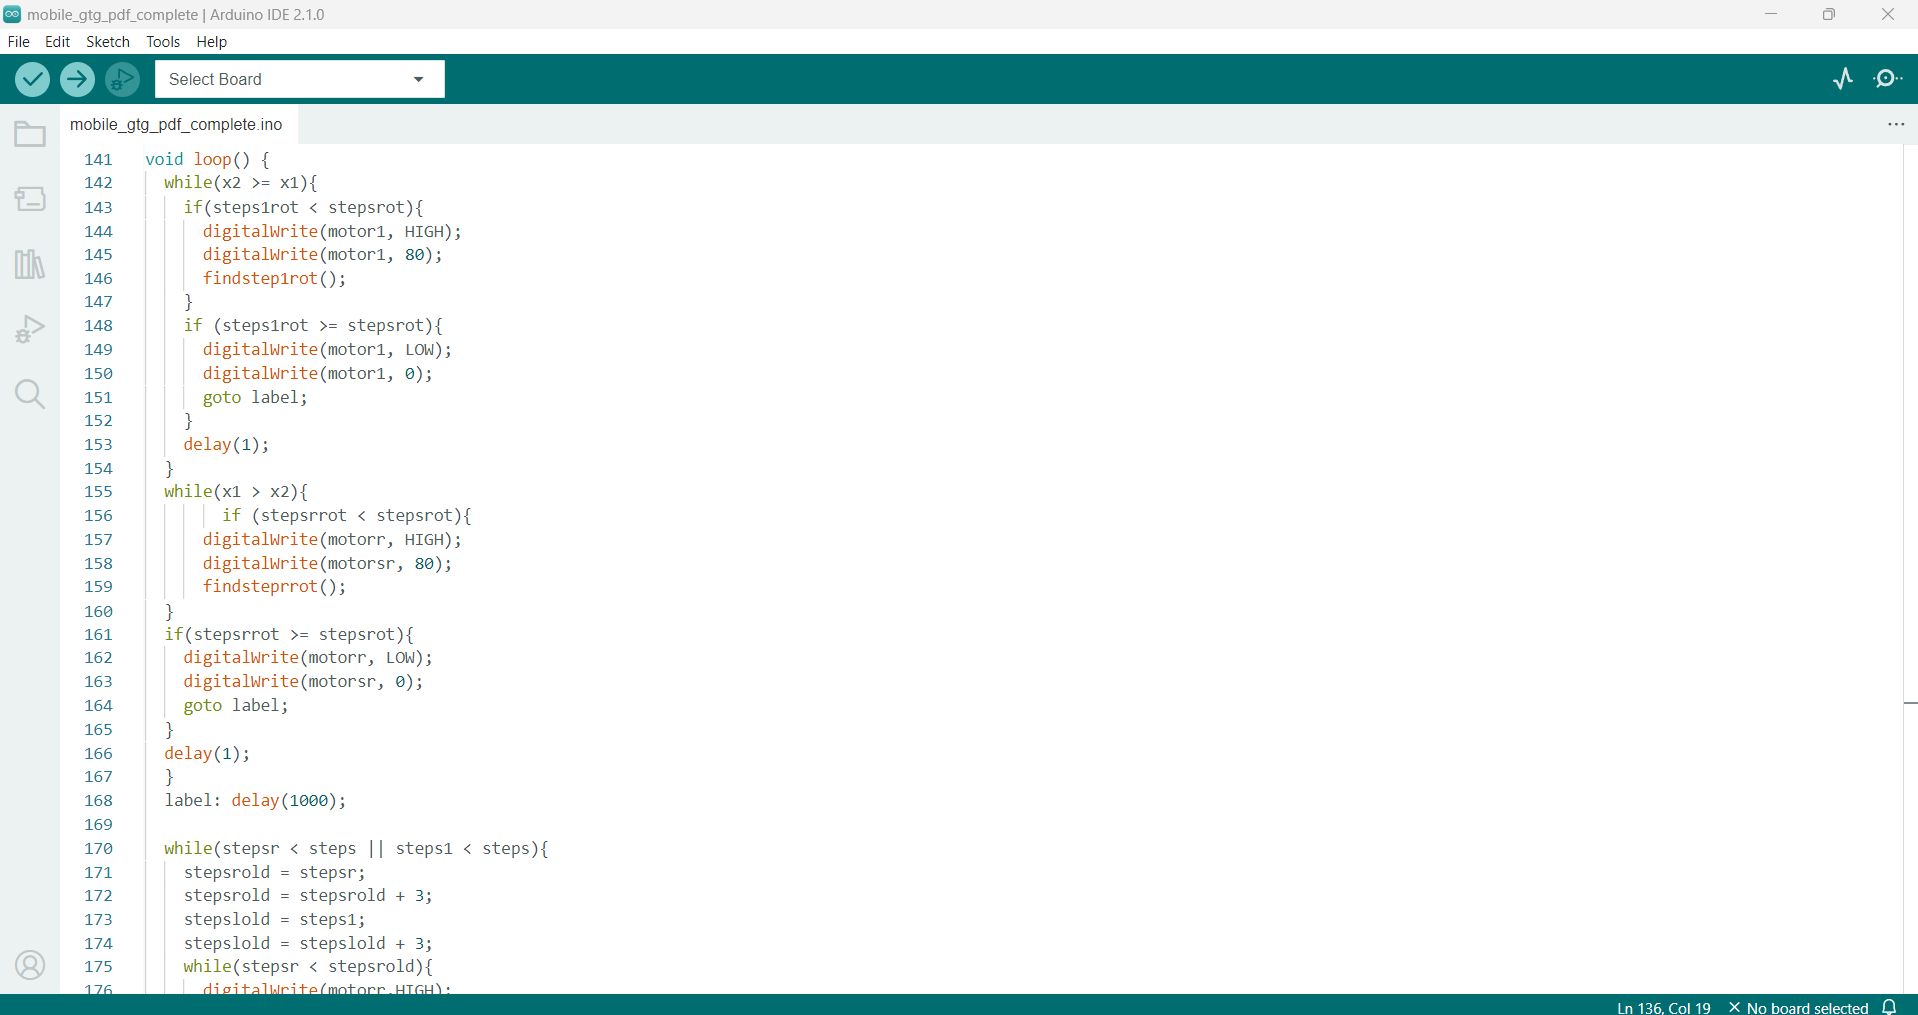 mobile_gtg_pdf_complete | Arduino IDE 2.1.0
File Edit Sketch Tools Help
Select Board
mobile_gtg_pdf_complete.ino
141 void loop() {
142 while(x2 >= x1){
143 if(steps1rot < stepsrot){
144 digitalWrite(motor1, HIGH);
145 digitalWrite(motor1, 80);
146 findstep1rot();
147 }
148 if (steps1rot >= stepsrot){
149 digitalWrite(motor1, LOW);
150 digitalWrite(motor1, 0);
151 goto label;
152 }
153 delay(1);
154 }
155 while(x1 > x2){
156 if (stepsrrot < stepsrot){
157 digitalWrite(motorr, HIGH);
158 digitalWrite(motorsr, 80);
159 findsteprrot();
160 }
161 if(stepsrrot >= stepsrot){
162 digitalWrite(motorr, LOW);
163 digitalWrite(motorsr, 0);
164 goto label;
165 }
166 delay(1);
167 }
168 label: delay(1000);
169
170 while(stepsr < steps || steps1 < steps){
171 stepsrold = stepsr;
172 stepsrold = stepsrold + 3;
173 stepslold = steps1;
174 stepslold = stepslold + 3;
175 while(stepsr < stepsrold){
176 digitalWrite(motorr,HIGH);
Ln 136, Col 19 No board selected